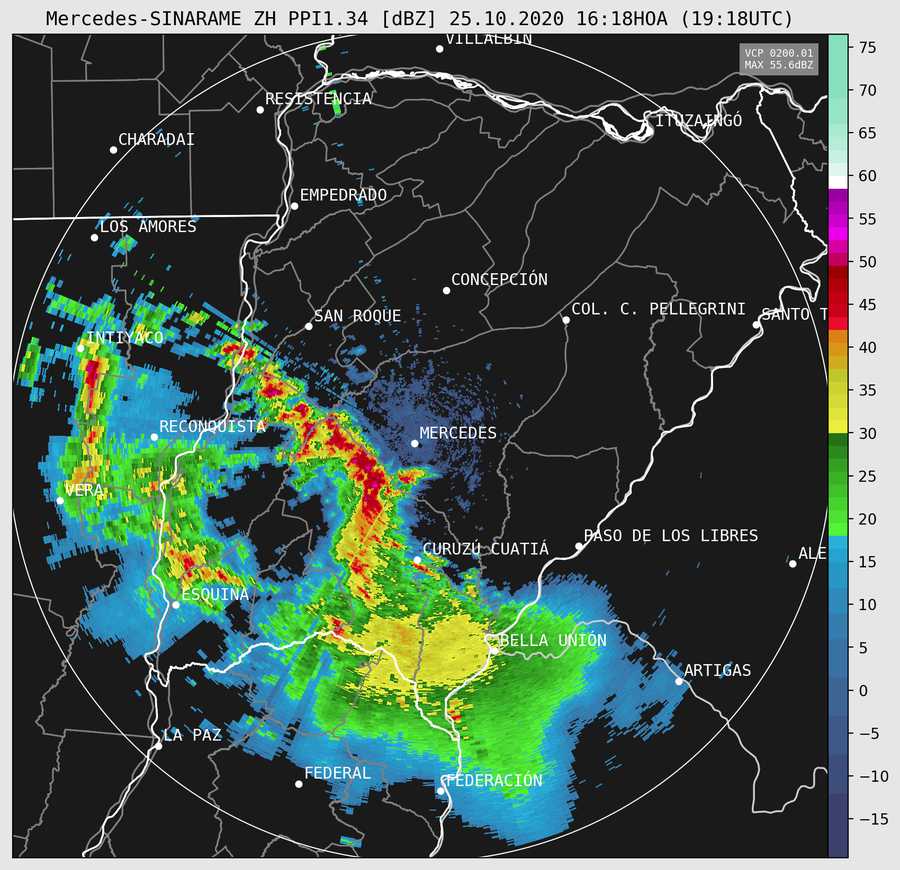 Mercedes-SINARAME ZH PPI1.34 [dBZ] 25.10.2020 16:18HOA (19:18UTC)
VILLALBIN
VCP 0200.01
MAX 55.6dBZ
RESISTENCIA
ITUZAINGÓ
CHARADAI
EMPEDRADO
LOS AMORES
CONCEPCIÓN
SAN ROQUE
COL. C. PELLEGRINI
SANTO T
INTIYACO
RECONQUISTA
MERCEDES
VERA
PASO DE LOS LIBRES
CURUZÚ CUATIÁ
ALE
ESQUINA
BELLA UNIÓN
ARTIGAS
LA PAZ
FEDERAL
FEDERACIÓN
75
70
65
60
55
50
45
40
35
30
25
20
15
10
5
0
−5
−10
−15